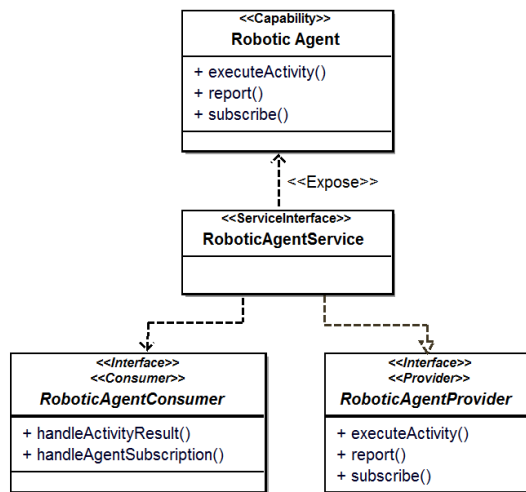 <<Capability>>
Robotic Agent
+ executeActivity()
+ report()
+ subscribe()
<<Expose>>
<<ServiceInterface>>
RoboticAgentService
<<Interface>>
<<Consumer>>
RoboticAgentConsumer
+ handleActivityResult()
+ handleAgentSubscription()
<<Interface>>
<<Provider>>
RoboticAgentProvider
+ executeActivity()
+ report()
+ subscribe()